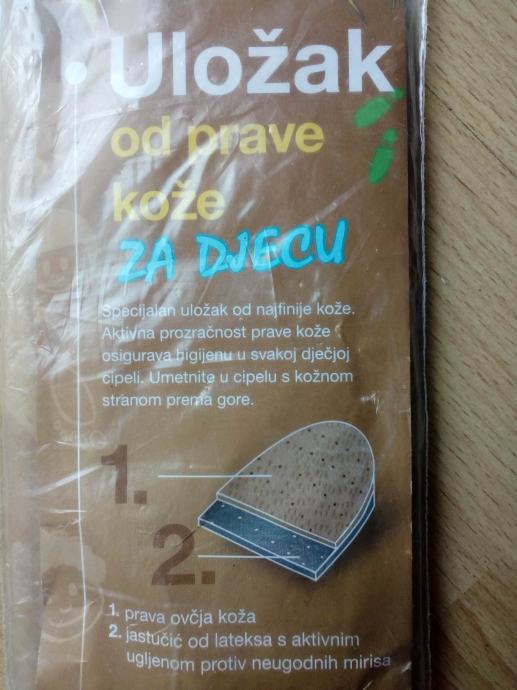 Uložak
od prave
kože
ZA DJECU
Specijalan uložak od najfinije kože.
Aktivna prozračnost prave kože
osigurava higijenu u svakoj dječjoj
cipeli. Umetnite u cipelu s kožnom
stranom prema gore.
1.
2.
1. prava ovčja koža
2. jastučić od lateksa s aktivnim
ugljenom protiv neugodnih mirisa